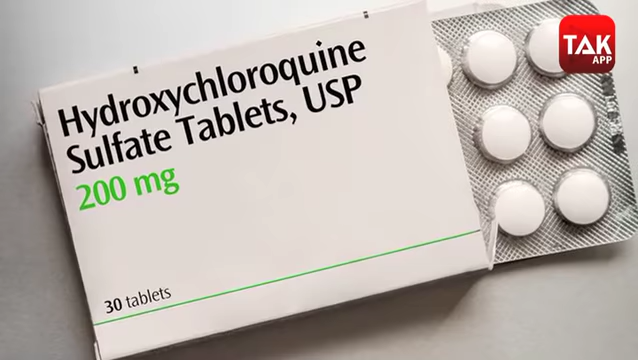 Hydroxychloroquine
Sulfate Tablets, USP
200 mg
30 tablets
TAK
APP